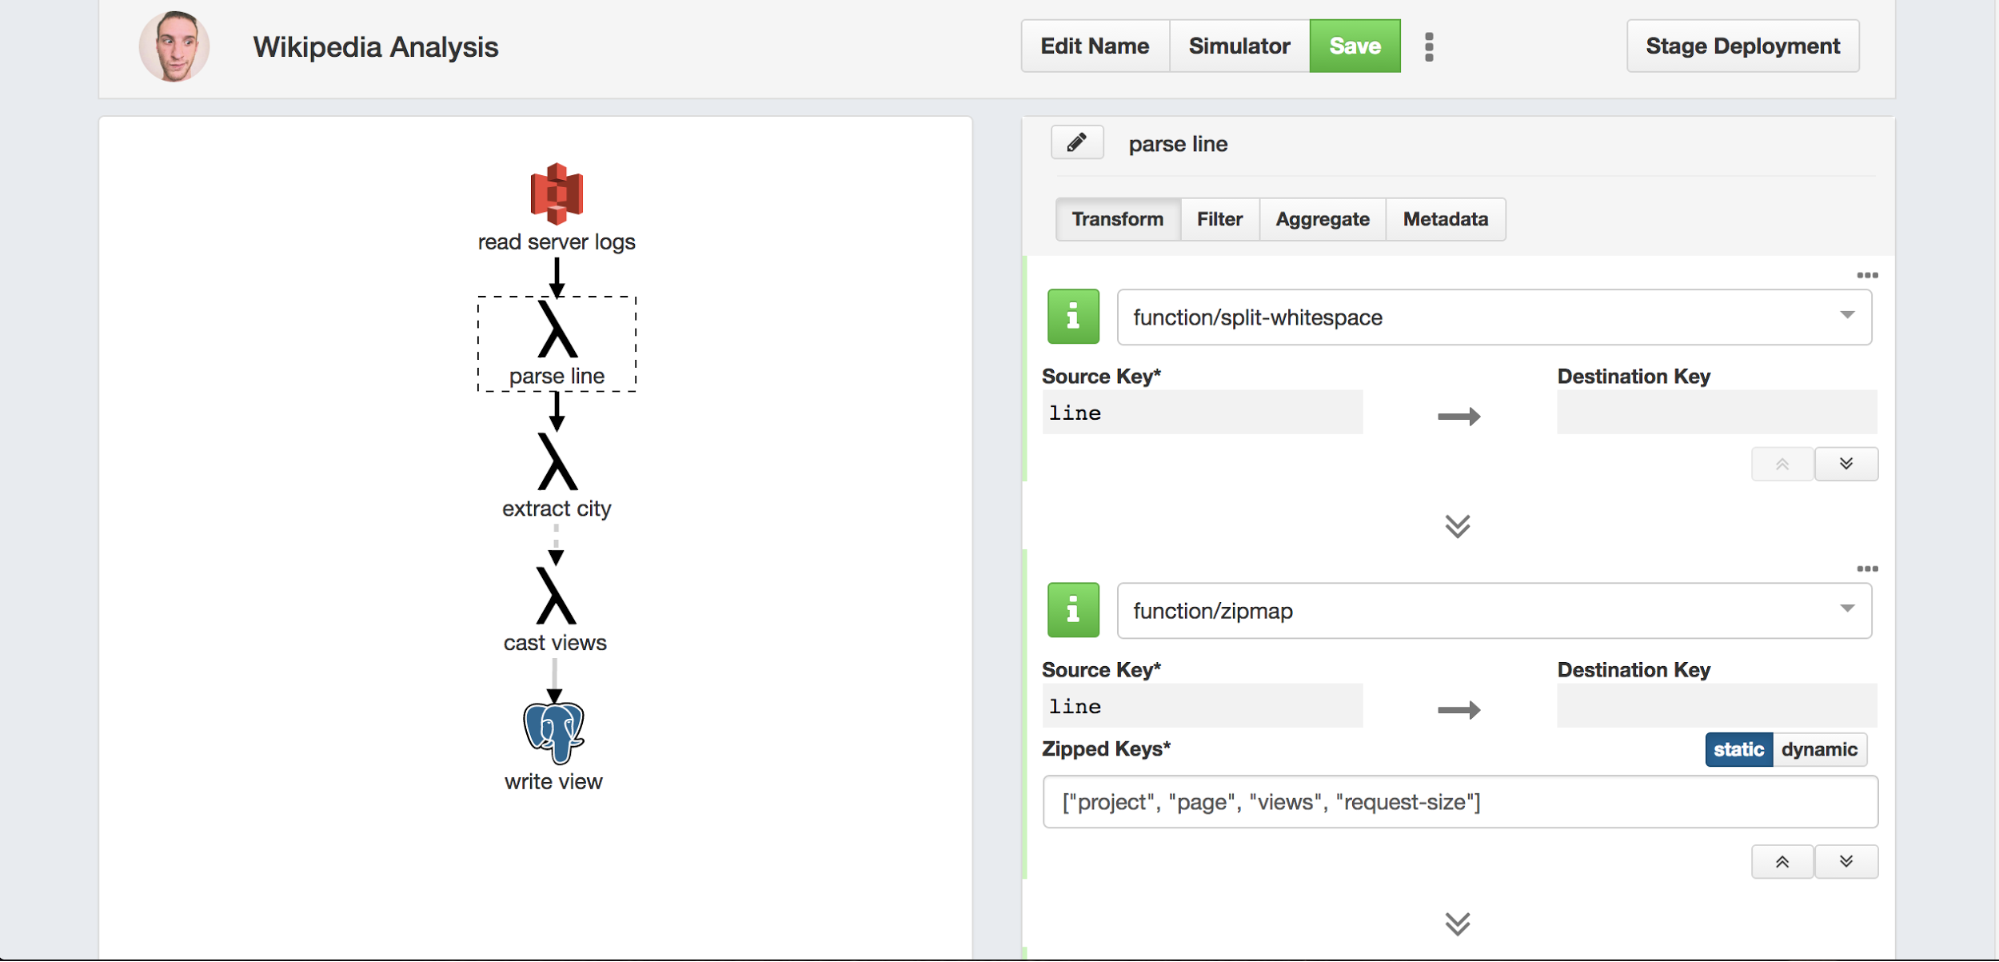 Wikipedia Analysis
Edit Name
Simulator
Save
Stage Deployment
read server logs
λ
parse line
λ
extract city
λ
cast views
write view
parse line
Transform
Filter
Aggregate
Metadata
function/split-whitespace
Source Key*
Destination Key
line
function/zipmap
Source Key*
Destination Key
line
Zipped Keys*
static
dynamic
["project", "page", "views", "request-size"]